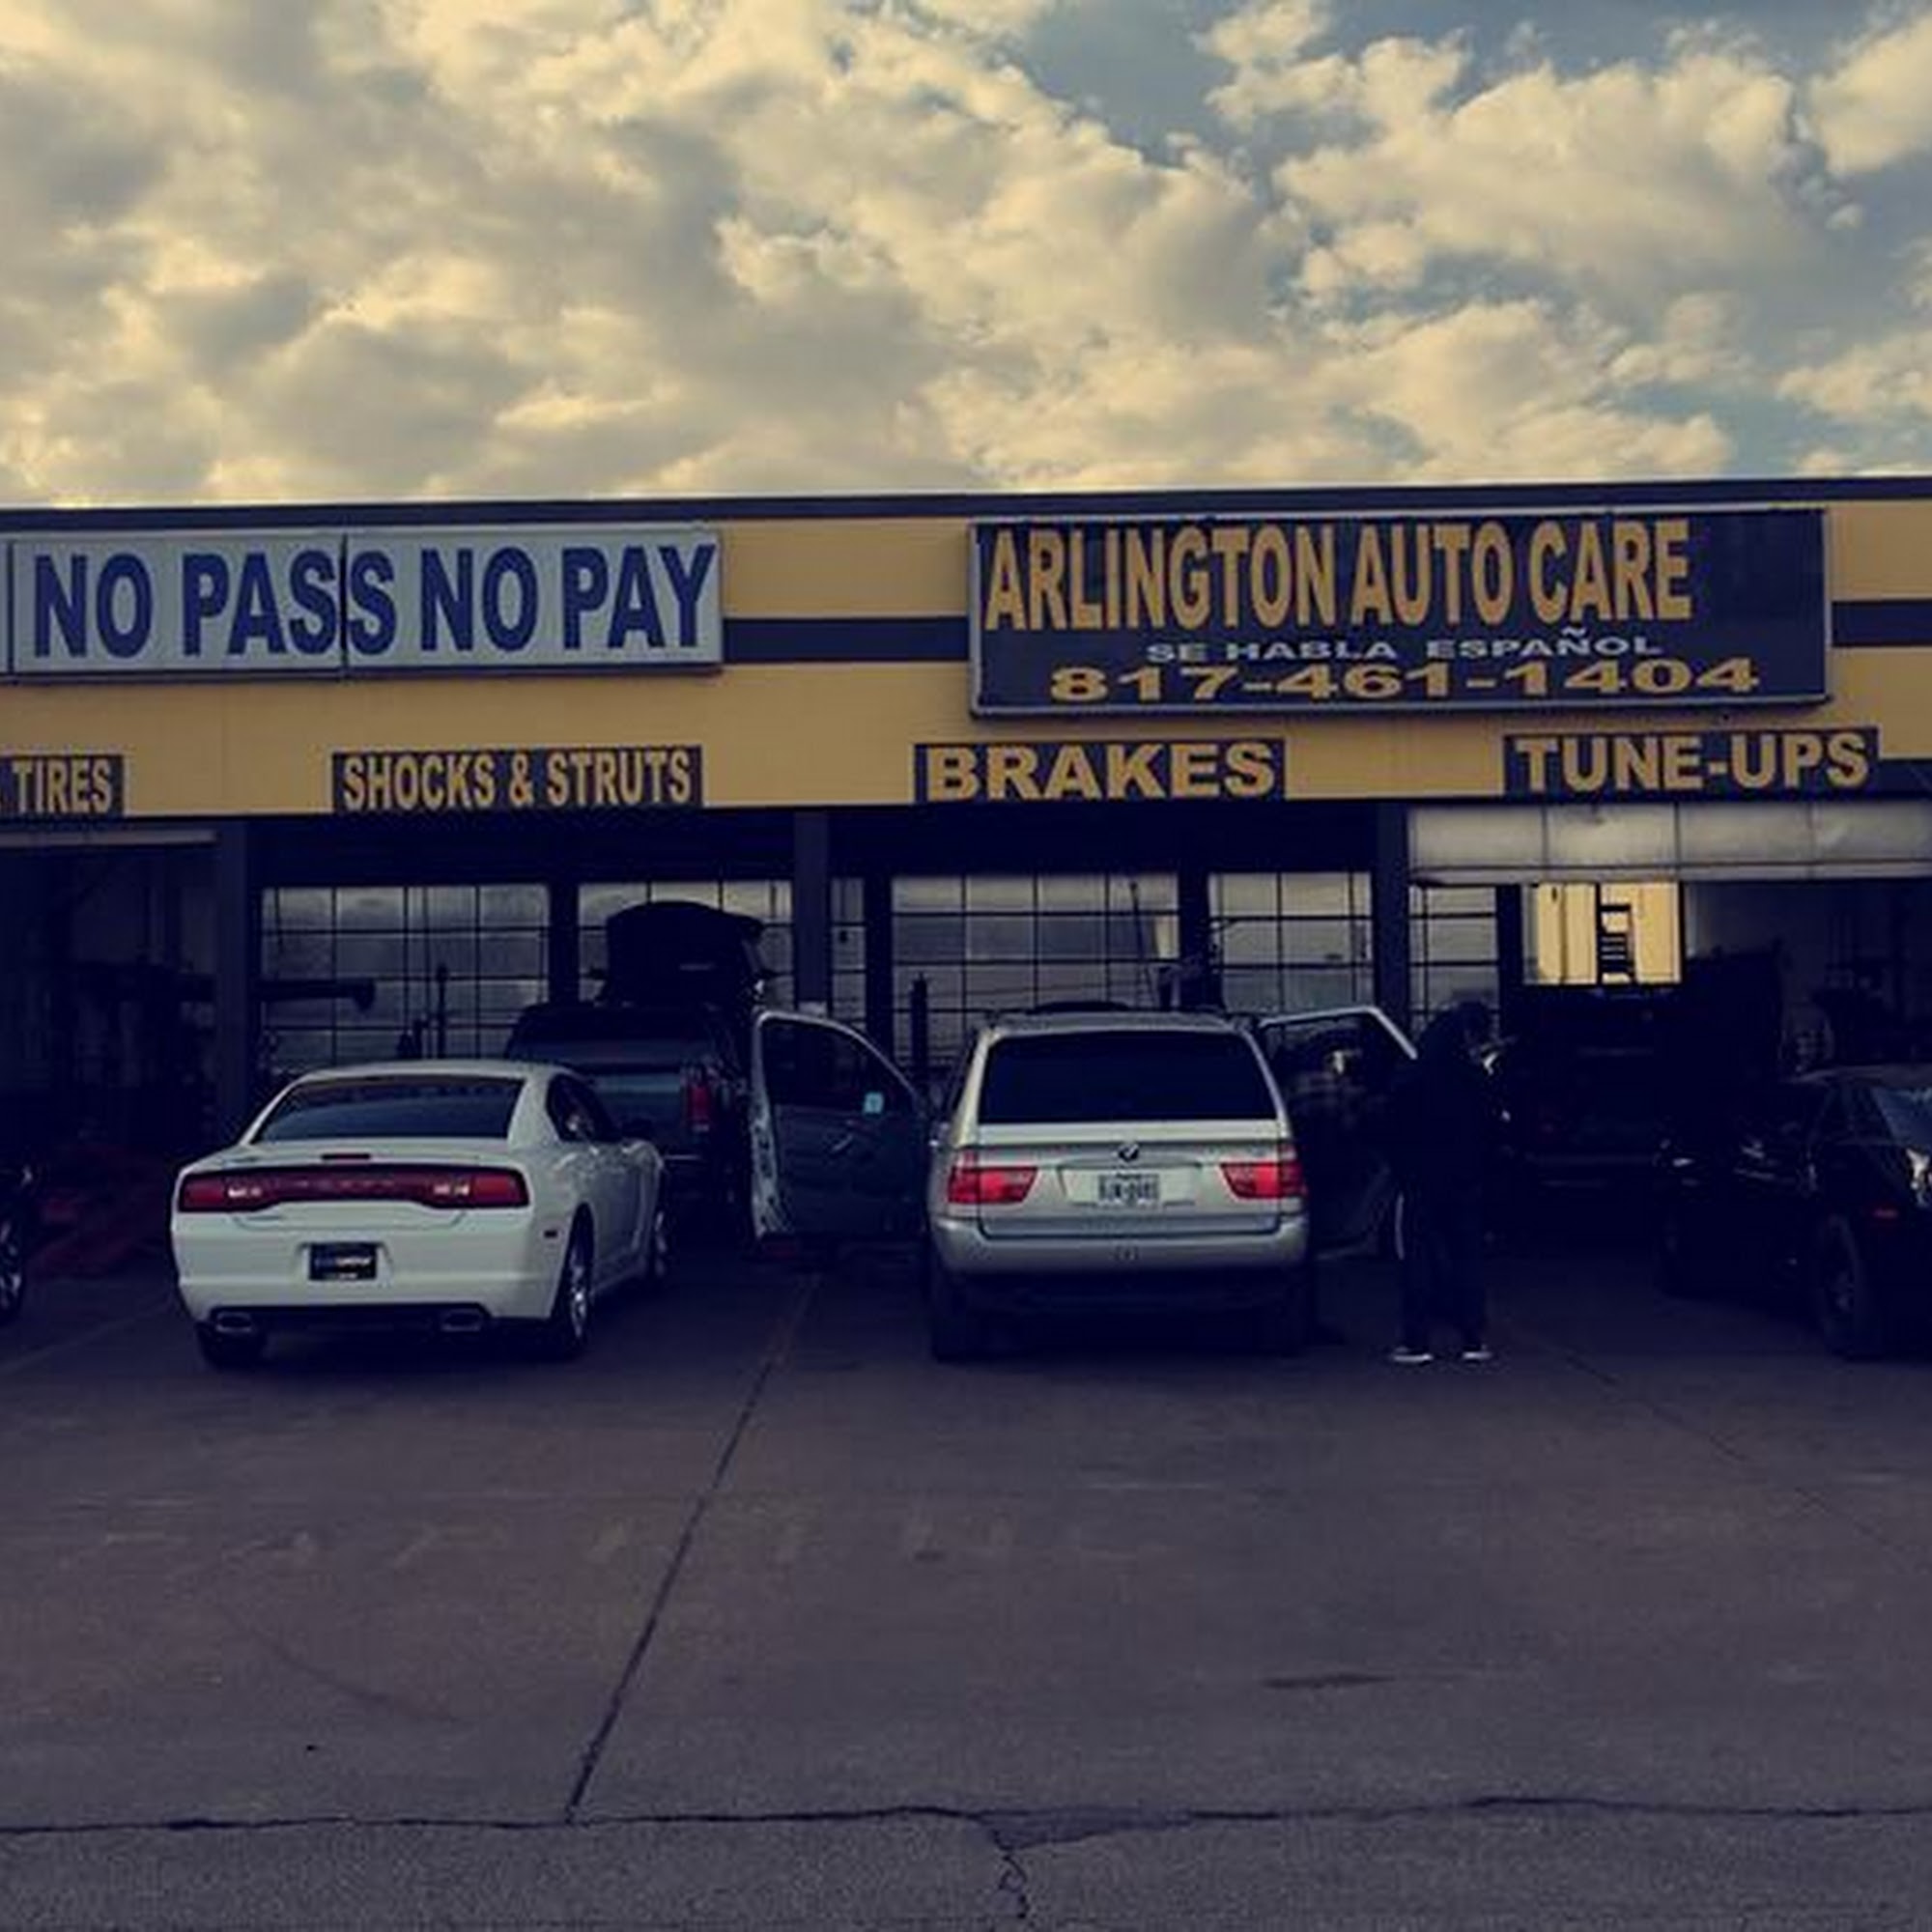 NO PASS NO PAY
ARLINGTON AUTO CARE
SE HABLA ESPAÑOL
817-461-1404
TIRES
SHOCKS & STRUTS
BRAKES
TUNE-UPS